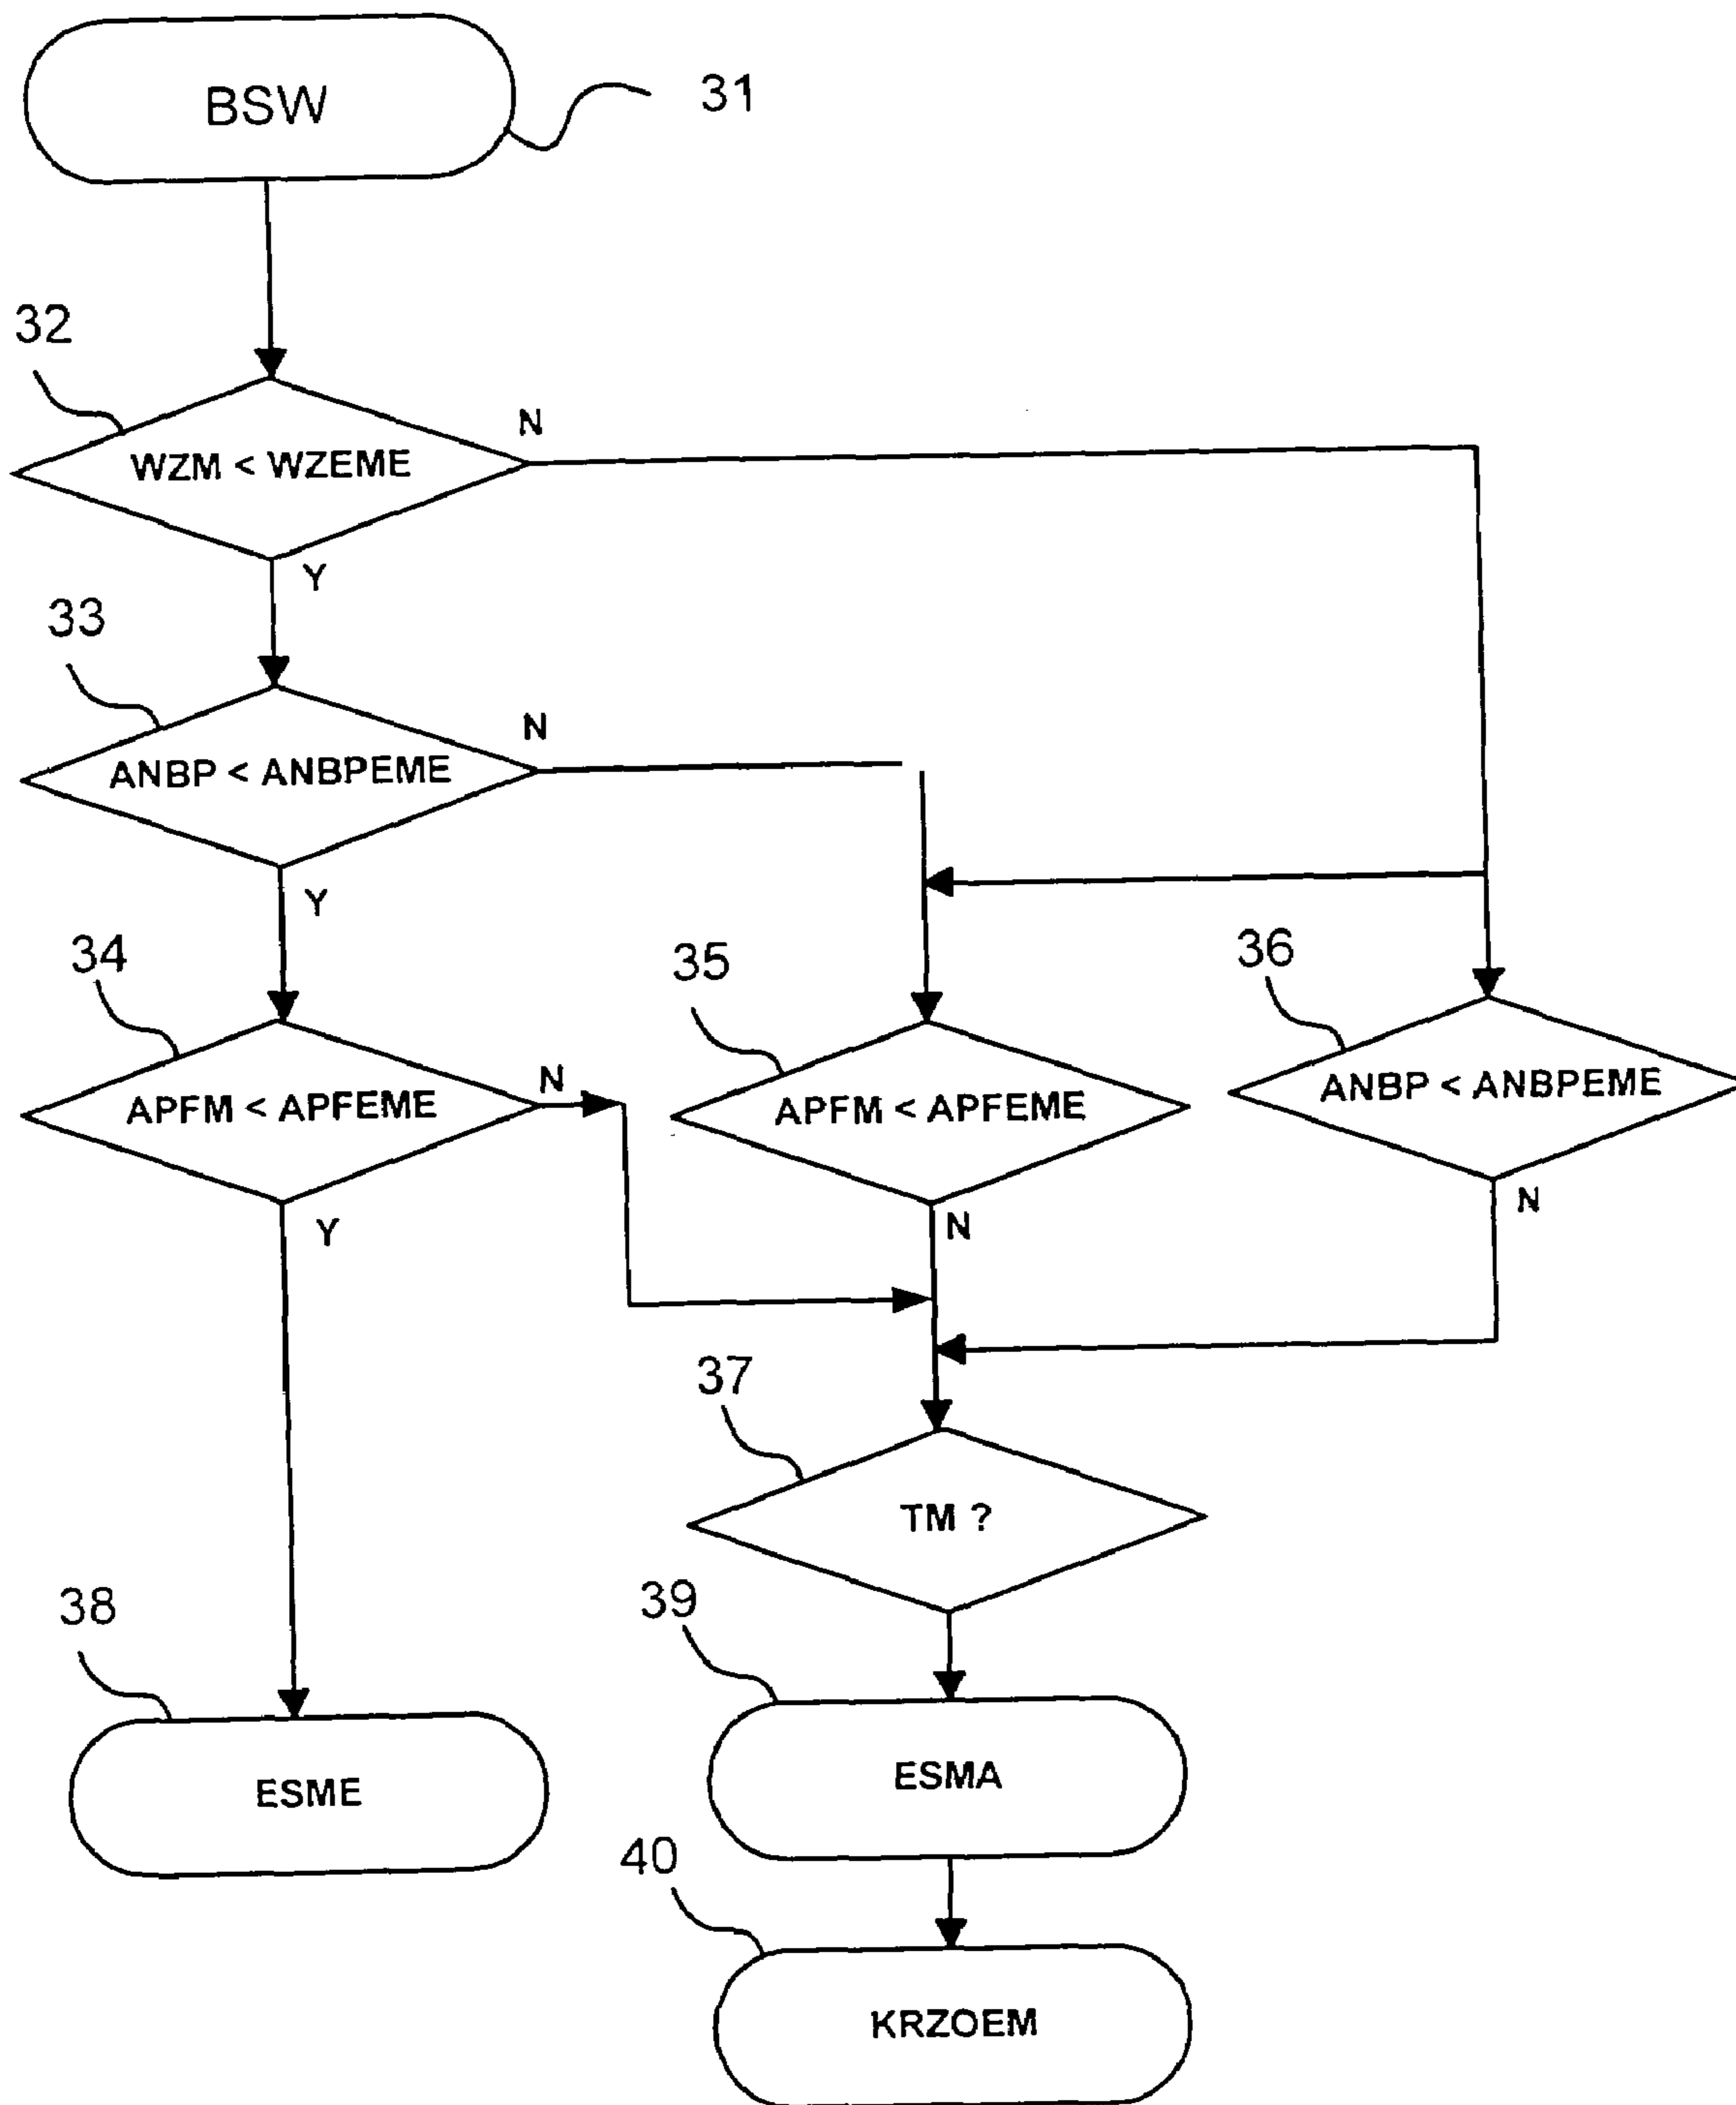 BSW
31
32
WZM < WZEME
N
Y
33
ANBP < ANBPEME
N
Y
34
APFM < APFEME
N
Y
35
APFM < APFEME
N
36
ANBP < ANBPEME
N
37
TM ?
38
ESME
39
ESMA
40
KRZOEM